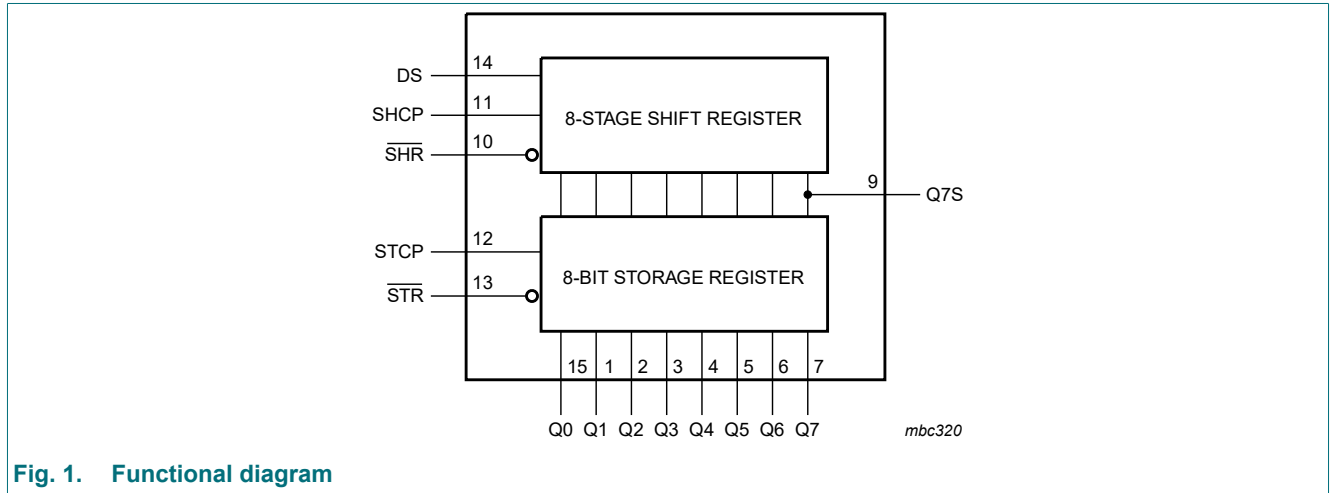 DS 14
SHCP 11
S̅H̅R̅ 10
8-STAGE SHIFT REGISTER
9 Q7S
STCP 12
S̅T̅R̅ 13
8-BIT STORAGE REGISTER
15 1 2 3 4 5 6 7
Q0 Q1 Q2 Q3 Q4 Q5 Q6 Q7
mbc320
Fig. 1. Functional diagram